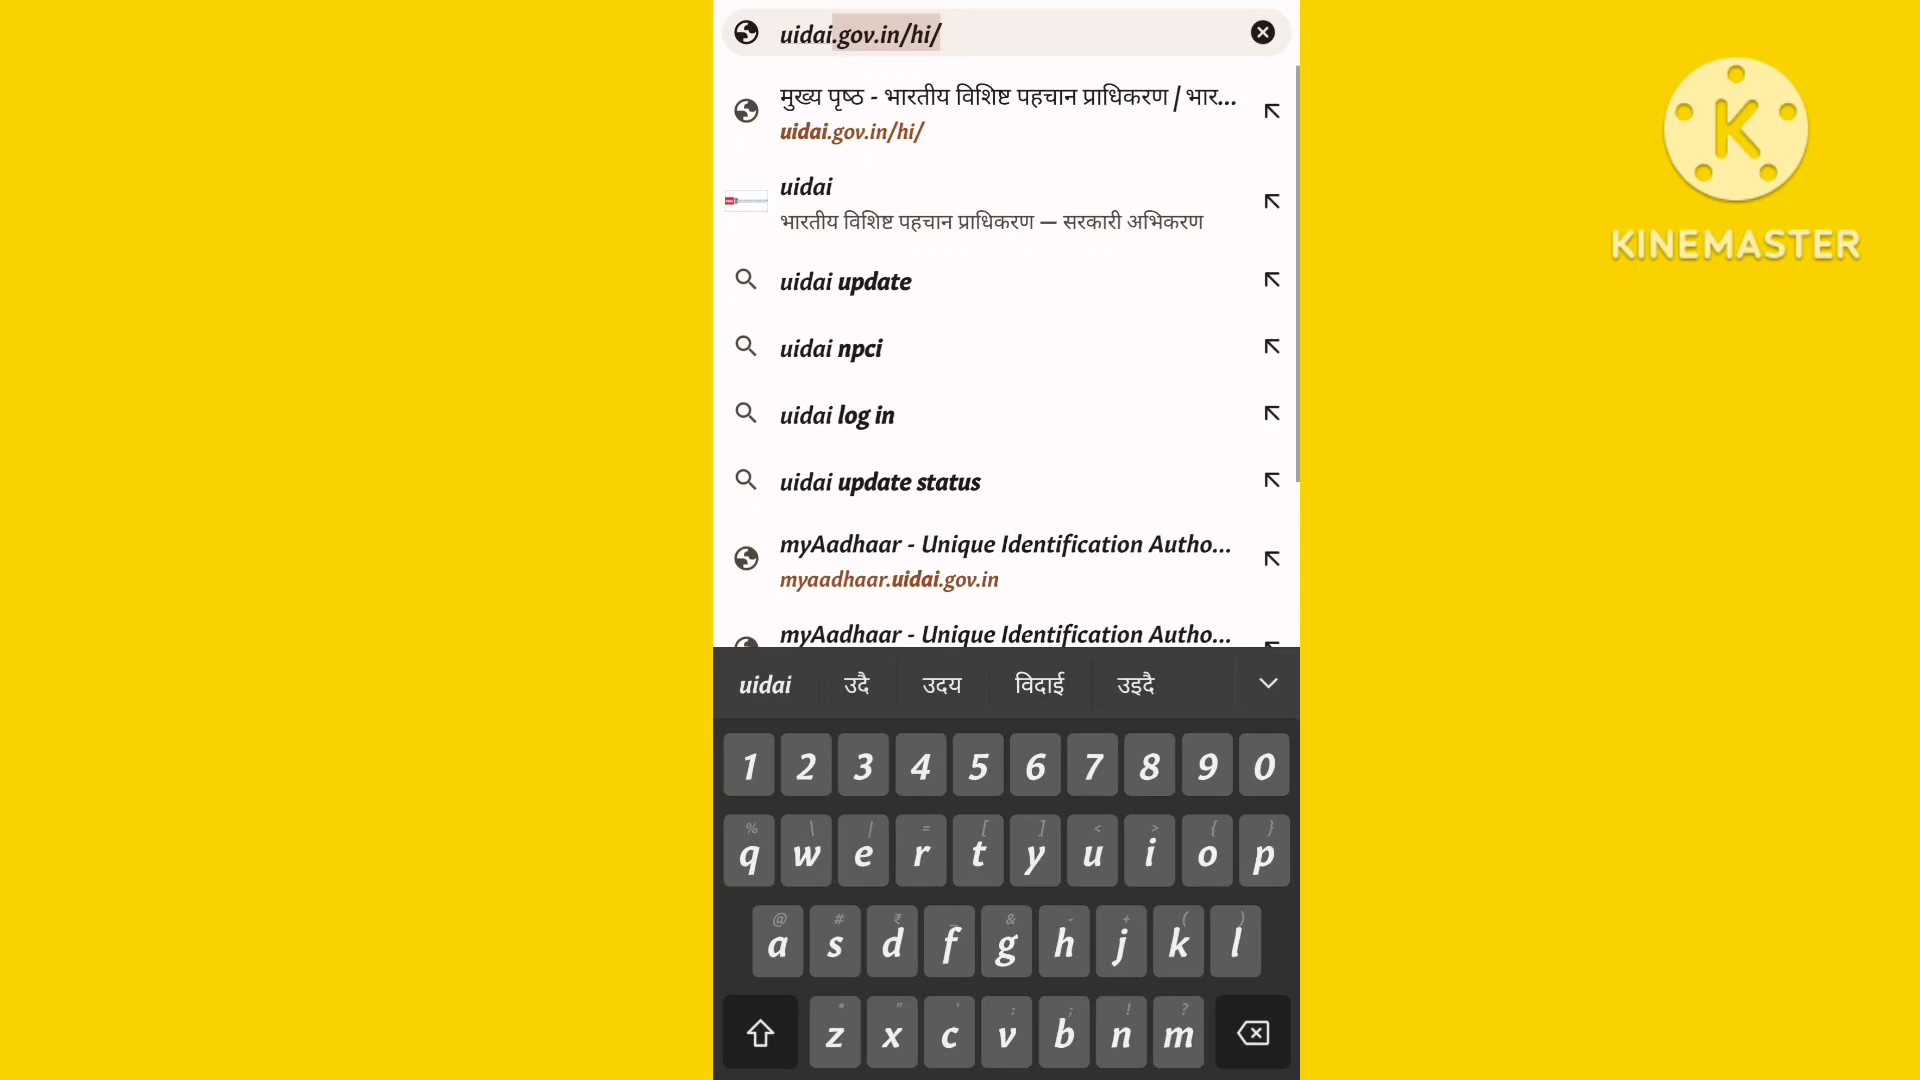 uidai.gov.in/hi/
मुख्य पृष्ठ - भारतीय विशिष्ट पहचान प्राधिकरण | भार...
uidai.gov.in/hi/
uidai
भारतीय विशिष्ट पहचान प्राधिकरण — सरकारी अभिकरण
uidai update
uidai npci
uidai log in
uidai update status
myAadhaar - Unique Identification Autho...
myaadhaar.uidai.gov.in
myAadhaar - Unique Identification Autho...
uidai उदै उदय विदाई उइदै
1 2 3 4 5 6 7 8 9 0
% \ | = [ ] < > { }
q w e r t y u i o p
@ # ₹ _ & - + ( )
a s d f g h j k l
* " ' : ; ! ?
z x c v b n m
K
KINEMASTER